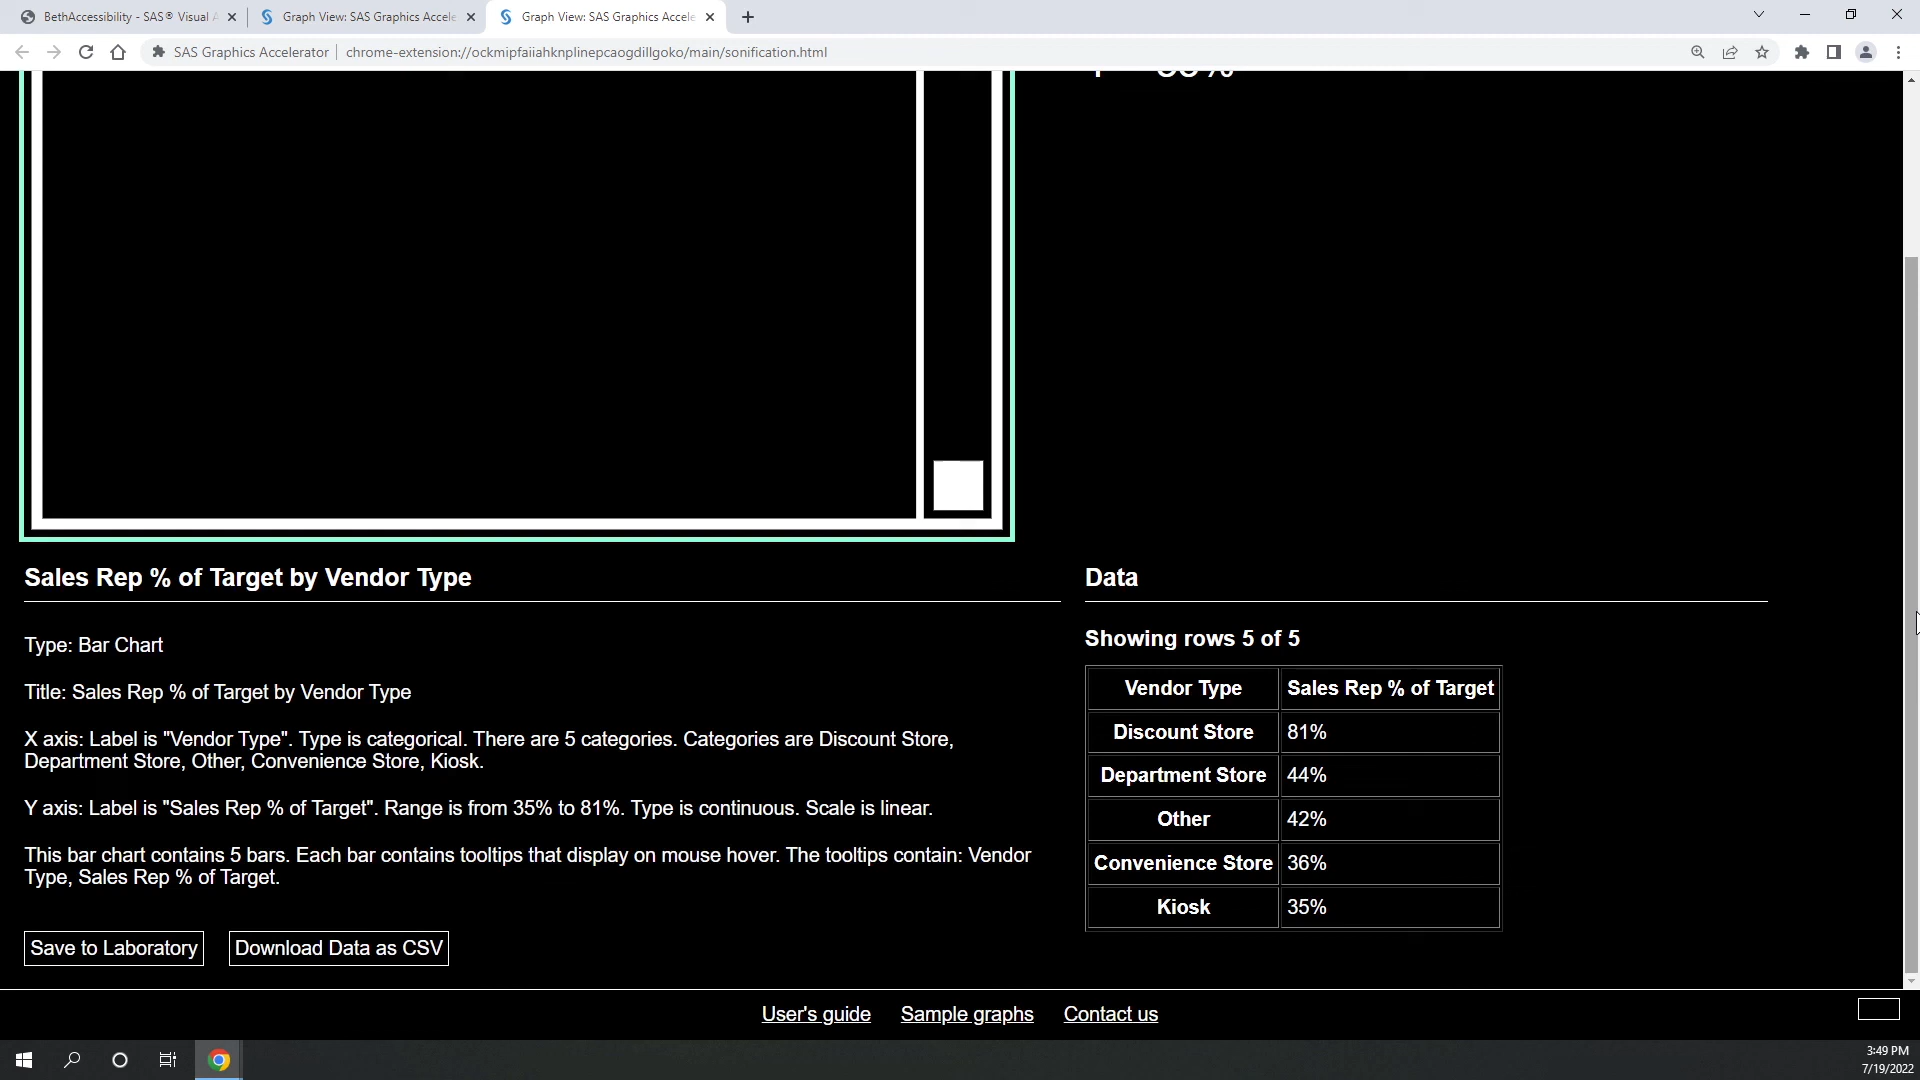 BethAccessibility - SAS® Visual
Graph View: SAS Graphics Accele
Graph View: SAS Graphics Accele
SAS Graphics Accelerator
chrome-extension://ockmipfaiiahknplinepcaogdillgoko/main/sonification.html
Sales Rep % of Target by Vendor Type
Type: Bar Chart
Title: Sales Rep % of Target by Vendor Type
X axis: Label is "Vendor Type". Type is categorical. There are 5 categories. Categories are Discount Store,
Department Store, Other, Convenience Store, Kiosk.
Y axis: Label is "Sales Rep % of Target". Range is from 35% to 81%. Type is continuous. Scale is linear.
This bar chart contains 5 bars. Each bar contains tooltips that display on mouse hover. The tooltips contain: Vendor
Type, Sales Rep % of Target.
Save to Laboratory
Download Data as CSV
Data
Showing rows 5 of 5
Vendor Type Sales Rep % of Target
Discount Store 81%
Department Store 44%
Other 42%
Convenience Store 36%
Kiosk 35%
User's guide Sample graphs Contact us
3:49 PM
7/19/2022